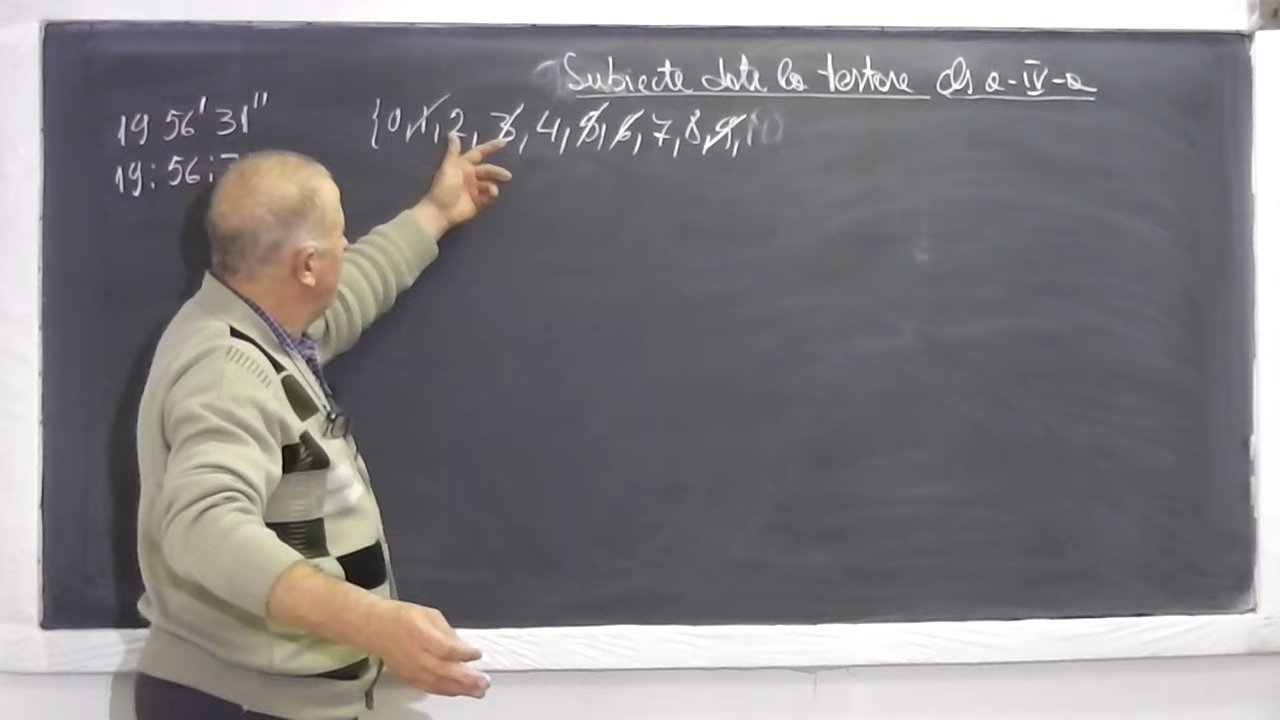 Subiecte date la testare cls a-IV-a
19 56' 31''
{0,1,2,3,4,5,6,7,8,9,
19:56: